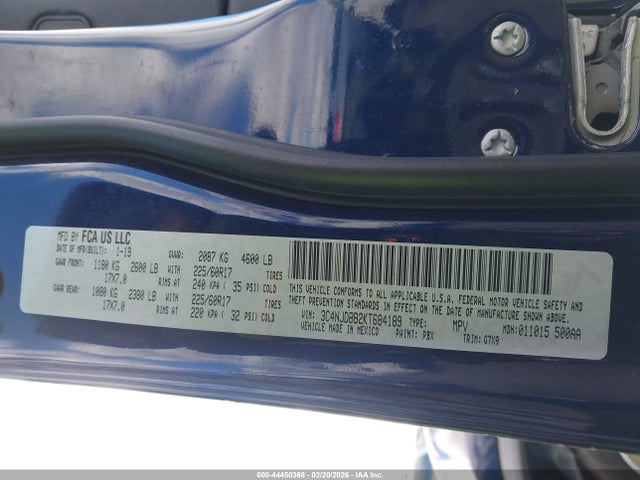 MFD BY FCA US LLC
DATE OF MFR(BUILT): 1-19 GVWR: 2087 KG 4600 LB
GAWR FRONT: 1180 KG 2600 LB WITH 225/60R17 TIRES
17X7.0 RIMS AT 240 KPA ( 35 PSI) COLD
GAWR REAR: 1080 KG 2380 LB WITH 225/60R17 TIRES
17X7.0 RIMS AT 220 KPA ( 32 PSI) COLD
THIS VEHICLE CONFORMS TO ALL APPLICABLE U.S.A. FEDERAL MOTOR VEHICLE SAFETY
AND THEFT PREVENTION STANDARDS IN EFFECT ON THE DATE OF MANUFACTURE SHOWN ABOVE.
VIN: 3C4NJDBB2KT684189 TYPE: MPV MDH: 011015 500AA
VEHICLE MADE IN MEXICO PAINT: PBX TRIM: G7X9
000-44450368 - 02/20/2026 - IAA Holdings, LLC